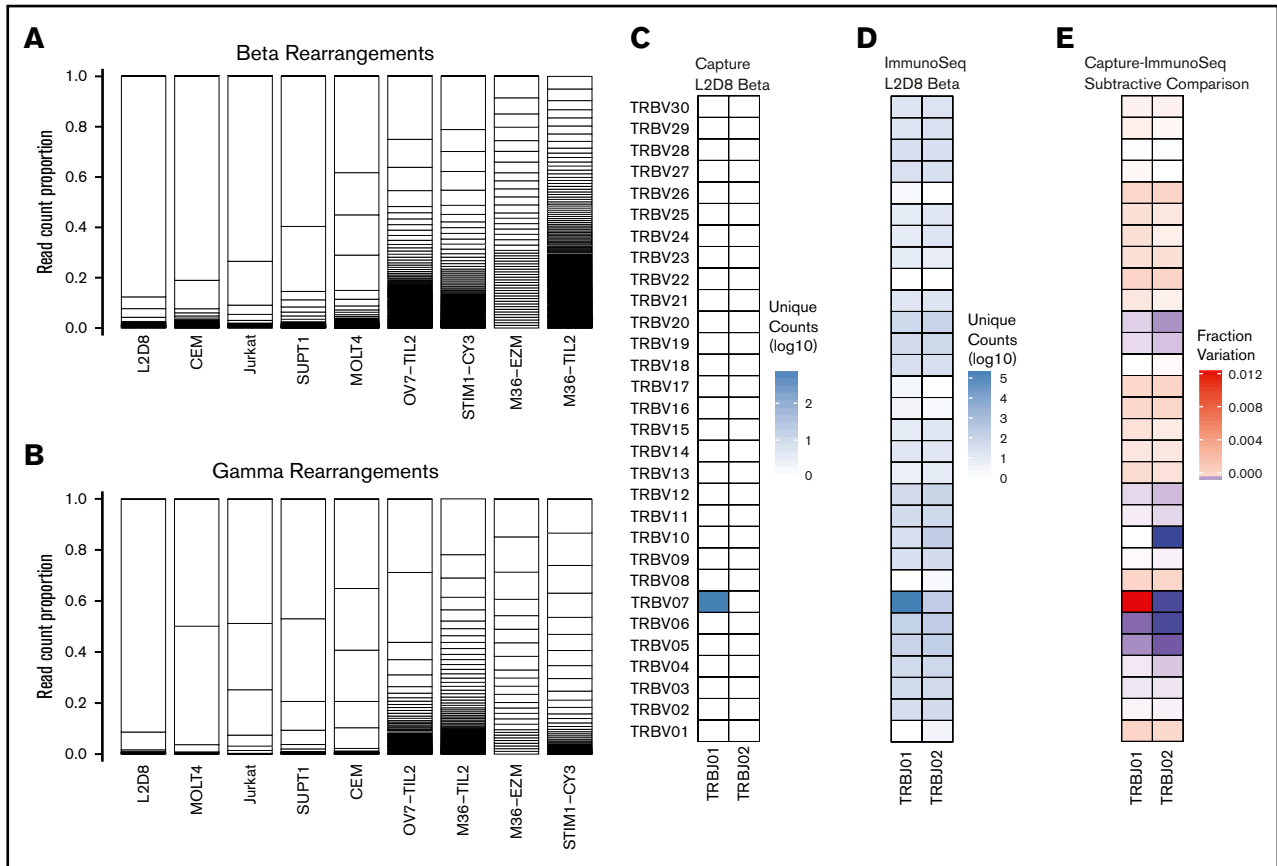 A
Beta Rearrangements
Read count proportion
1.0
0.8
0.6
0.4
0.2
0.0
L2D8
CEM
Jurkat
SUPT1
MOLT4
OV7−TIL2
STIM1−CY3
M36−EZM
M36−TIL2
B
Gamma Rearrangements
Read count proportion
1.0
0.8
0.6
0.4
0.2
0.0
L2D8
MOLT4
Jurkat
SUPT1
CEM
OV7−TIL2
M36−TIL2
M36−EZM
STIM1−CY3
C
Capture
L2D8 Beta
TRBV30
TRBV29
TRBV28
TRBV27
TRBV26
TRBV25
TRBV24
TRBV23
TRBV22
TRBV21
TRBV20
TRBV19
TRBV18
TRBV17
TRBV16
TRBV15
TRBV14
TRBV13
TRBV12
TRBV11
TRBV10
TRBV09
TRBV08
TRBV07
TRBV06
TRBV05
TRBV04
TRBV03
TRBV02
TRBV01
TRBJ01
TRBJ02
Unique
Counts
(log10)
2
1
0
D
ImmunoSeq
L2D8 Beta
TRBJ01
TRBJ02
Unique
Counts
(log10)
5
4
3
2
1
0
E
Capture-ImmunoSeq
Subtractive Comparison
TRBJ01
TRBJ02
Fraction
Variation
0.012
0.008
0.004
0.000